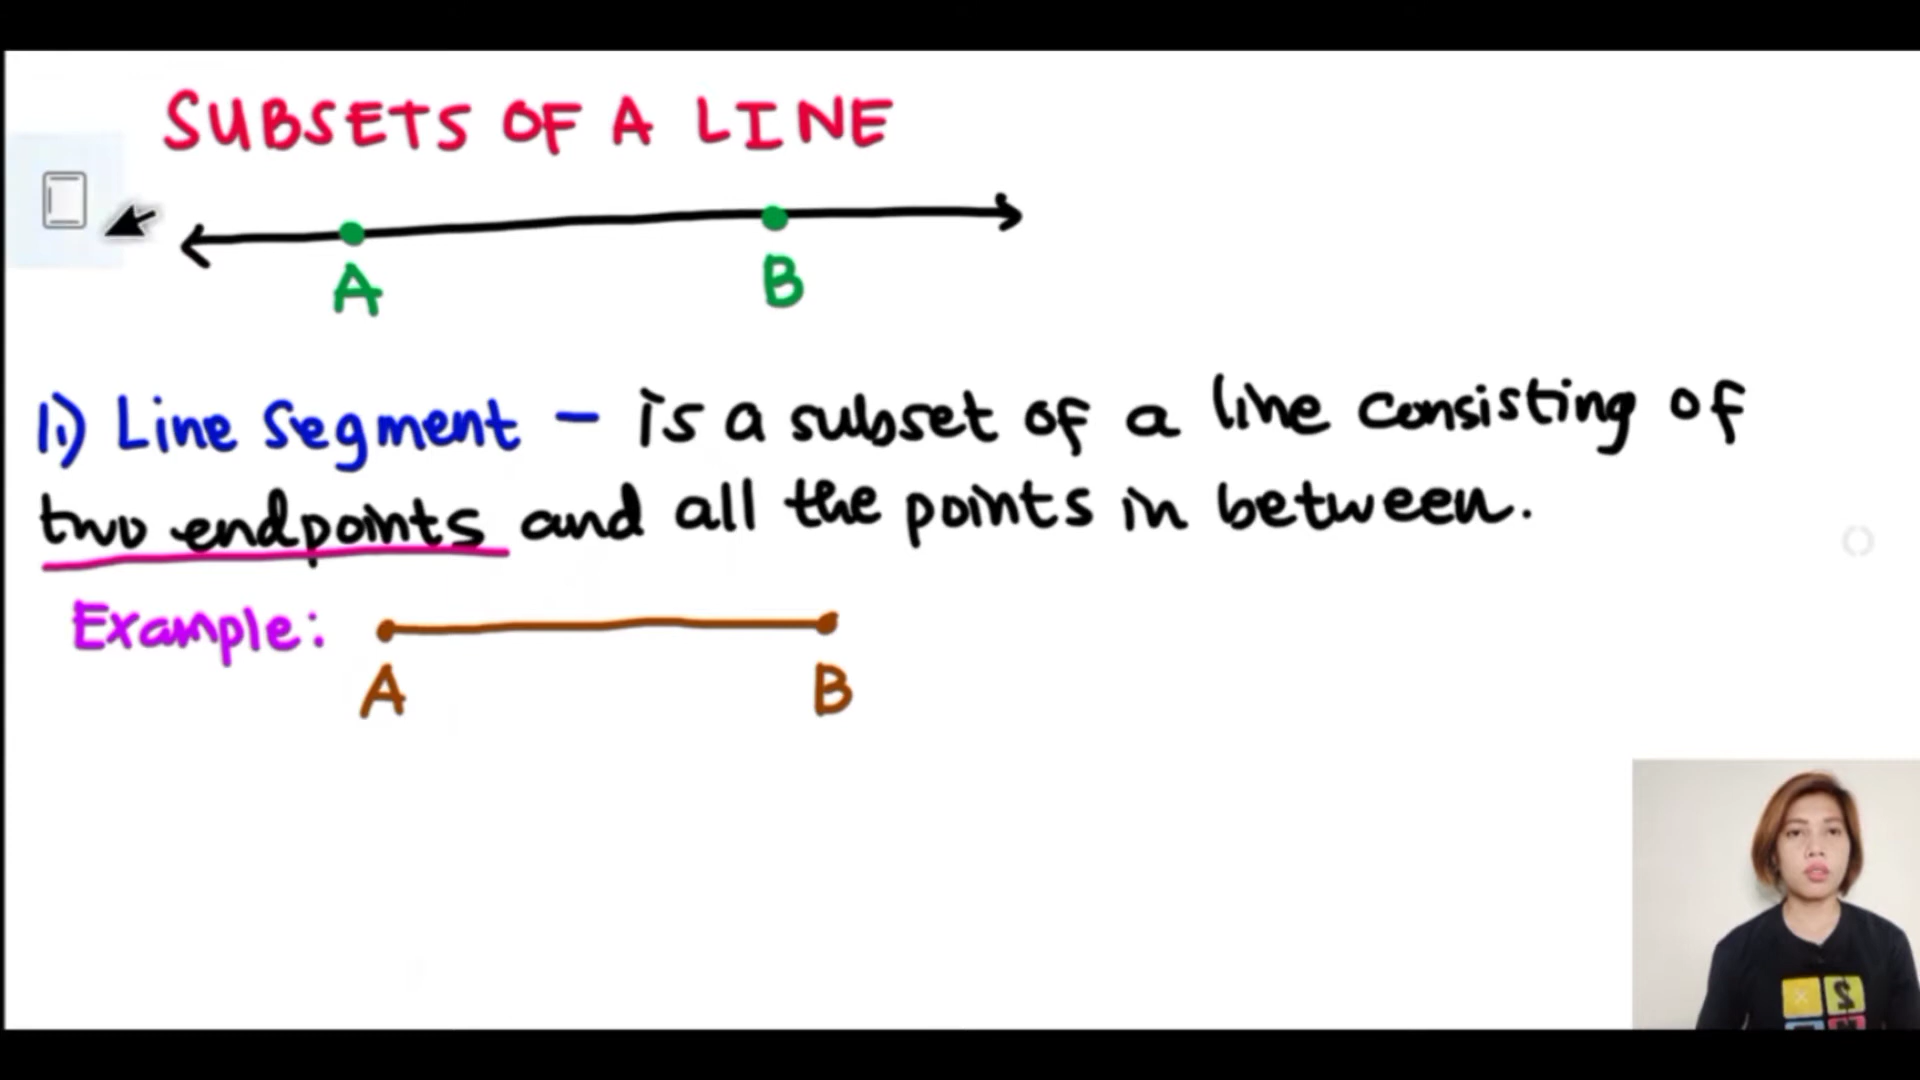 SUBSETS OF A LINE
A B
1.) Line Segment - is a subset of a line consisting of
two endpoints and all the points in between.
Example:
A B